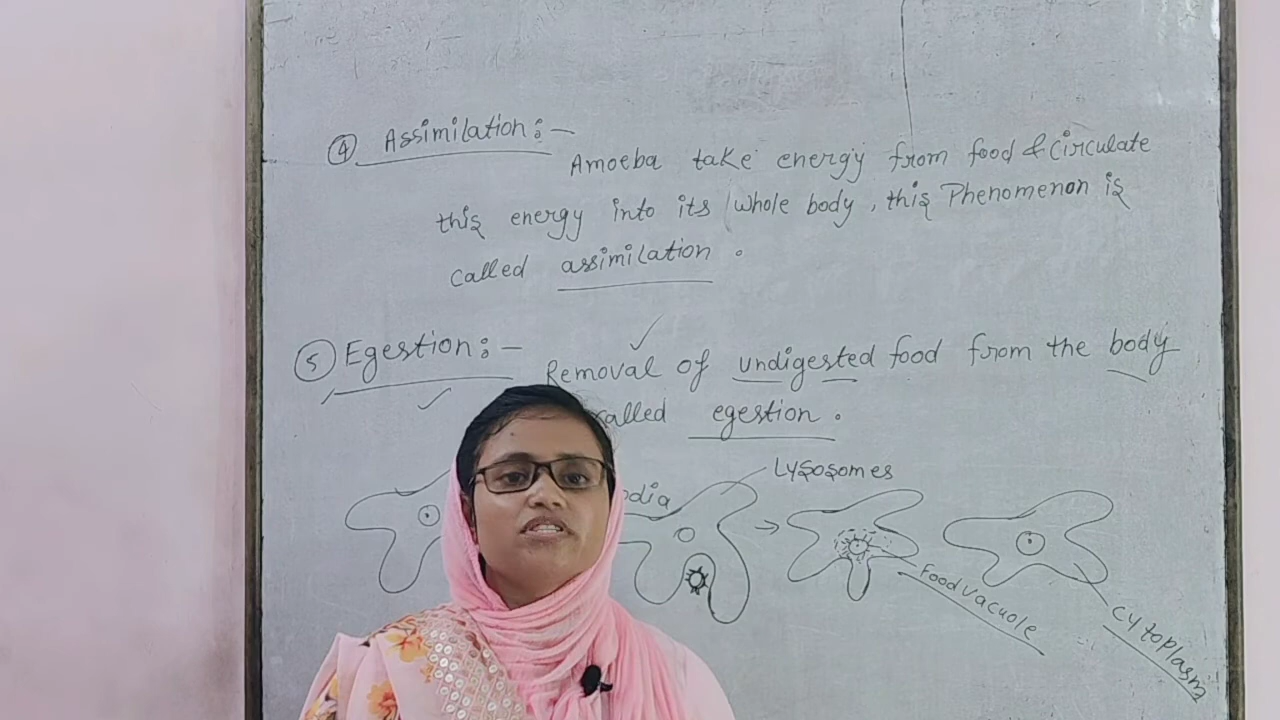 ④ Assimilation:-
Amoeba take energy from food & Circulate
this energy into its whole body, this Phenomenon is
called assimilation.
⑤ Egestion:-
Removal of undigested food from the body
called egestion.
Lysosomes
Food vacuole
Cytoplasm